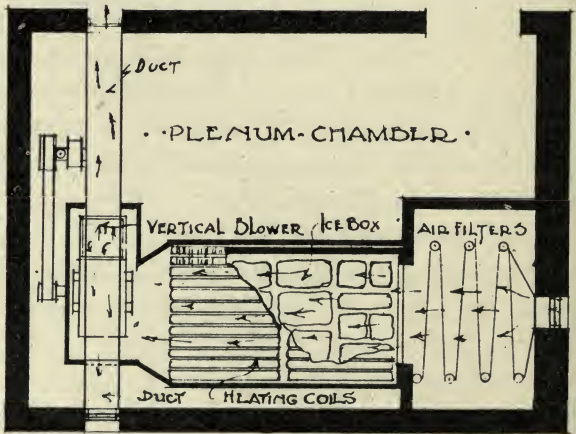 DUCT
· · PLENUM - CHAMBER ·
VERTICAL BLOWER
ICE BOX
AIR FILTERS
DUCT
HEATING COILS